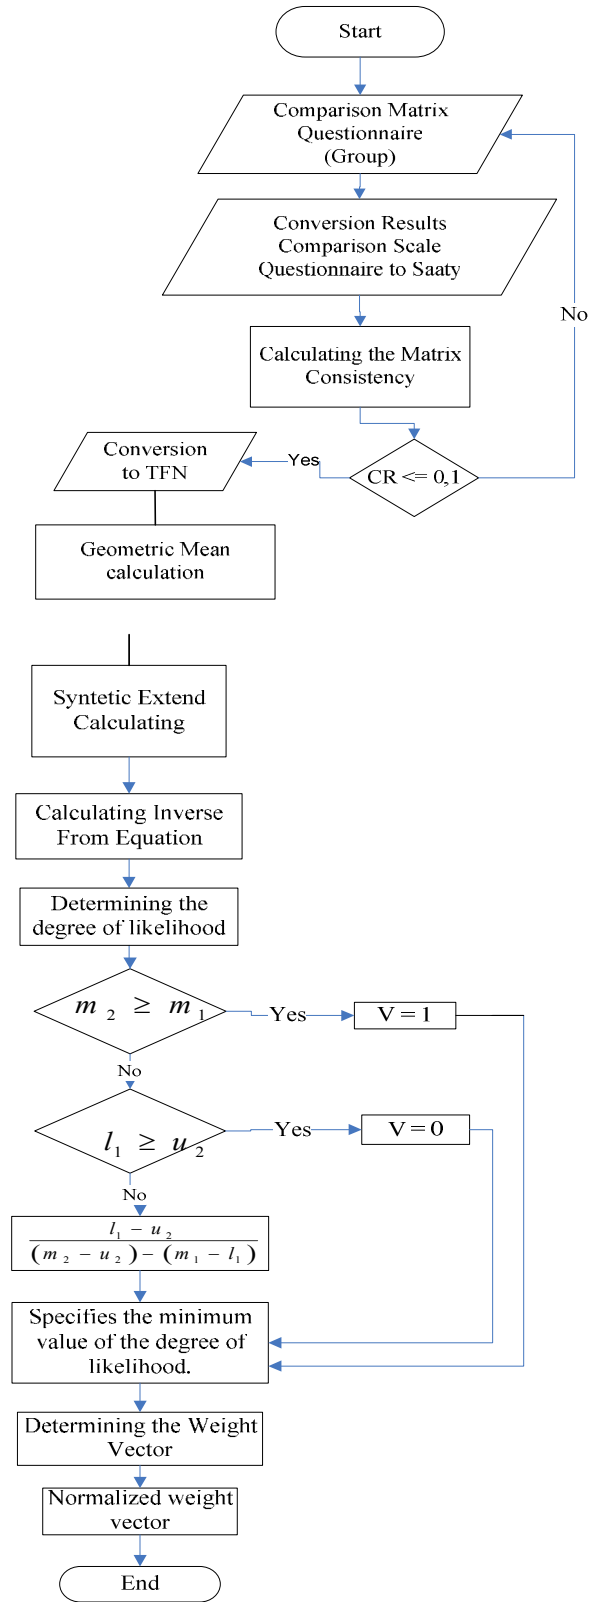 Start
Comparison Matrix
Questionnaire
(Group)
Conversion Results
Comparison Scale
Questionnaire to Saaty
No
Calculating the Matrix
Consistency
Conversion
to TFN
Yes
CR <= 0,1
Geometric Mean
calculation
Syntetic Extend
Calculating
Calculating Inverse
From Equation
Determining the
degree of likelihood
m₂ ≥ m₁
Yes
V = 1
No
l₁ ≥ u₂
Yes
V = 0
No
l₁ − u₂
(m₂ − u₂) − (m₁ − l₁)
Specifies the minimum
value of the degree of
likelihood.
Determining the Weight
Vector
Normalized weight
vector
End